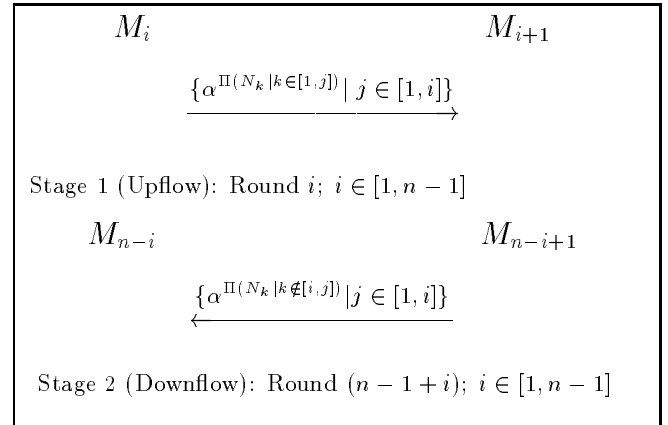 M_i M_{i+1}
{α^{Π(N_k|k∈[1,j])}| j ∈ [1,i]}
Stage 1 (Upflow): Round i; i ∈ [1,n − 1]
M_{n−i} M_{n−i+1}
{α^{Π(N_k|k∉[i,j])}|j ∈ [1,i]}
Stage 2 (Downflow): Round (n − 1 + i); i ∈ [1,n − 1]